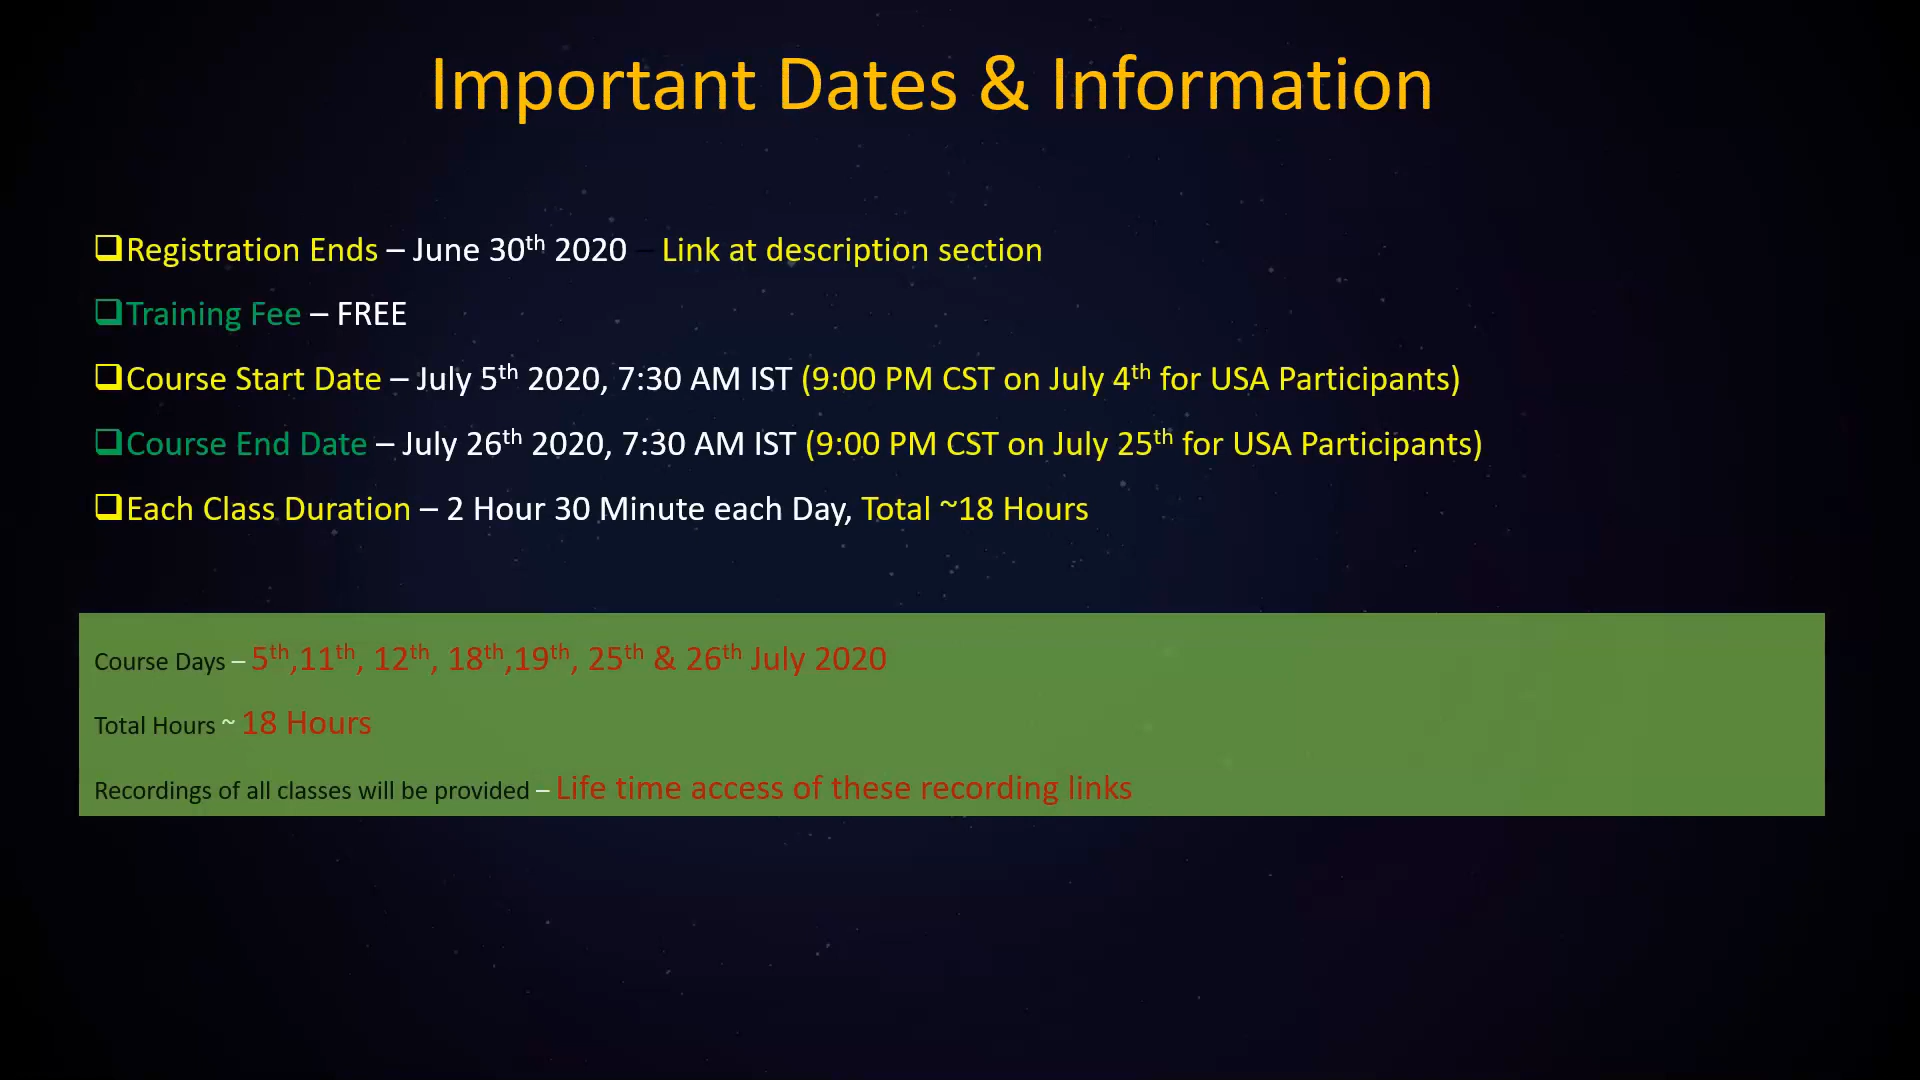 Important Dates & Information
❑Registration Ends – June 30th 2020 – Link at description section
❑Training Fee – FREE
❑Course Start Date – July 5th 2020, 7:30 AM IST (9:00 PM CST on July 4th for USA Participants)
❑Course End Date – July 26th 2020, 7:30 AM IST (9:00 PM CST on July 25th for USA Participants)
❑Each Class Duration – 2 Hour 30 Minute each Day, Total ~18 Hours
Course Days – 5th,11th, 12th, 18th,19th, 25th & 26th July 2020
Total Hours ~ 18 Hours
Recordings of all classes will be provided – Life time access of these recording links